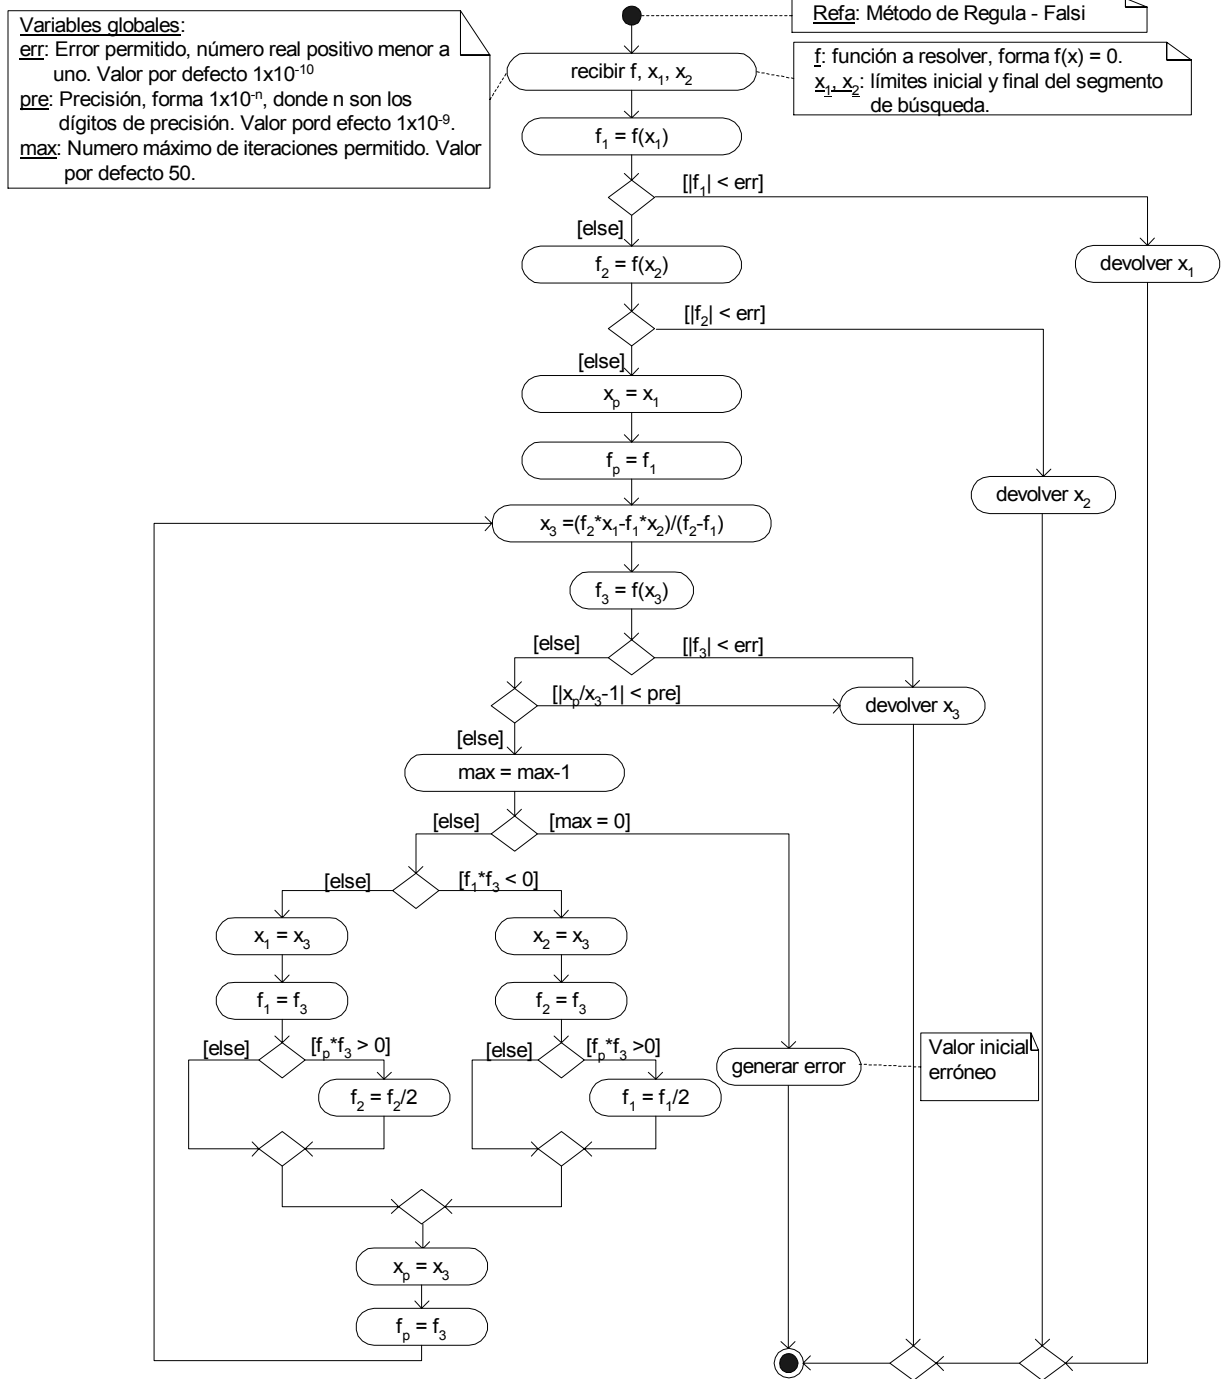 Variables globales:
err: Error permitido, número real positivo menor a
uno. Valor por defecto 1x10⁻¹⁰
pre: Precisión, forma 1x10⁻ⁿ, donde n son los
dígitos de precisión. Valor pord efecto 1x10⁻⁹.
max: Numero máximo de iteraciones permitido. Valor
por defecto 50.
Refa: Método de Regula - Falsi
recibir f, x₁, x₂
f: función a resolver, forma f(x) = 0.
x₁, x₂: límites inicial y final del segmento
de búsqueda.
f₁ = f(x₁)
[|f₁| < err]
[else]
f₂ = f(x₂)
devolver x₁
[|f₂| < err]
[else]
xₚ = x₁
fₚ = f₁
devolver x₂
x₃ =(f₂*x₁-f₁*x₂)/(f₂-f₁)
f₃ = f(x₃)
[else]
[|f₃| < err]
[|xₚ/x₃-1| < pre]
devolver x₃
[else]
max = max-1
[else]
[max = 0]
[else]
[f₁*f₃ < 0]
x₁ = x₃
x₂ = x₃
f₁ = f₃
f₂ = f₃
[else]
[fₚ*f₃ > 0]
[else]
[fₚ*f₃ >0]
generar error
Valor inicial
erróneo
f₂ = f₂/2
f₁ = f₁/2
xₚ = x₃
fₚ = f₃